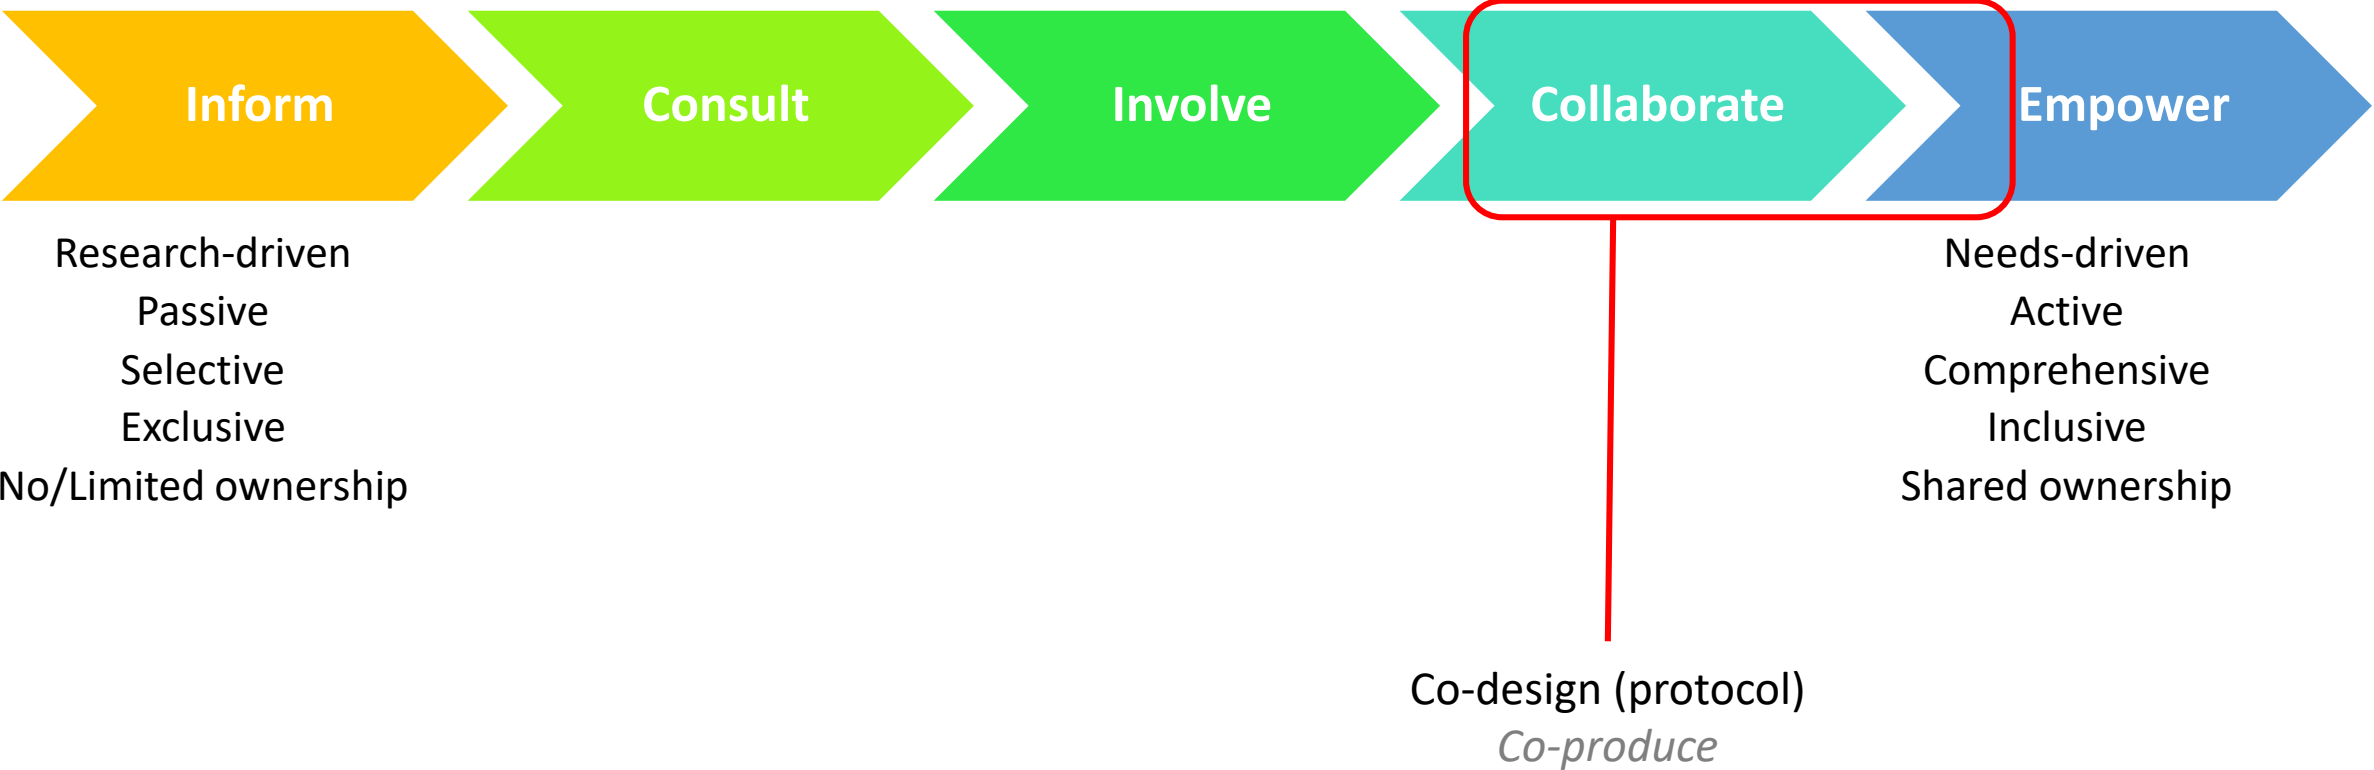 Inform
Consult
Involve
Collaborate
Empower
Research-driven
Passive
Selective
Exclusive
No/Limited ownership
Needs-driven
Active
Comprehensive
Inclusive
Shared ownership
Co-design (protocol)
Co-produce